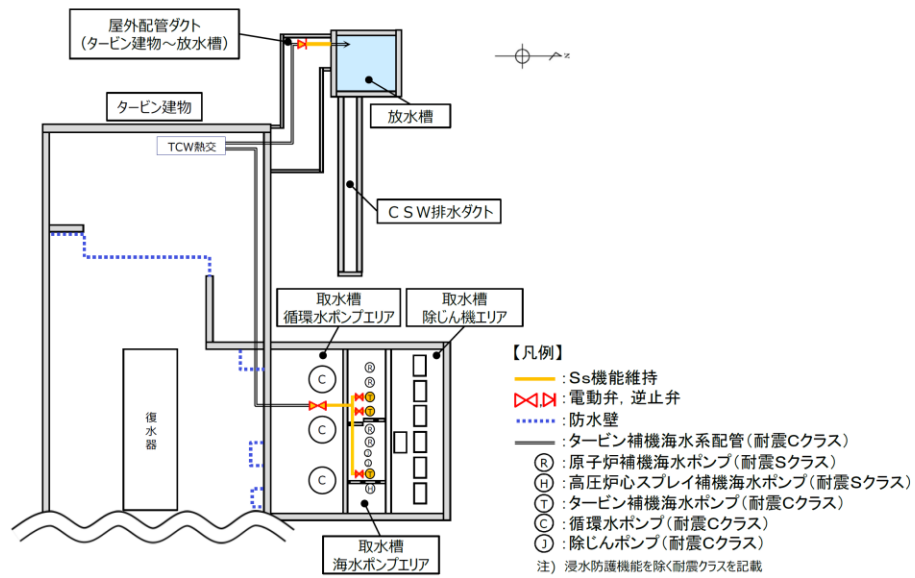 屋外配管ダクト
（タービン建物～放水槽）
N
タービン建物
放水槽
TCW熱交
CSW排水ダクト
取水槽
循環水ポンプエリア
取水槽
除じん機エリア
復水器
C
C
C
R
R
T
T
R
R
J
J
T
H
取水槽
海水ポンプエリア
【凡例】
：Ss機能維持
：電動弁，逆止弁
：防水壁
：タービン補機海水系配管（耐震Cクラス）
R：原子炉補機海水ポンプ（耐震Sクラス）
H：高圧炉心スプレイ補機海水ポンプ（耐震Sクラス）
T：タービン補機海水ポンプ（耐震Cクラス）
C：循環水ポンプ（耐震Cクラス）
J：除じんポンプ（耐震Cクラス）
注）浸水防護機能を除く耐震クラスを記載